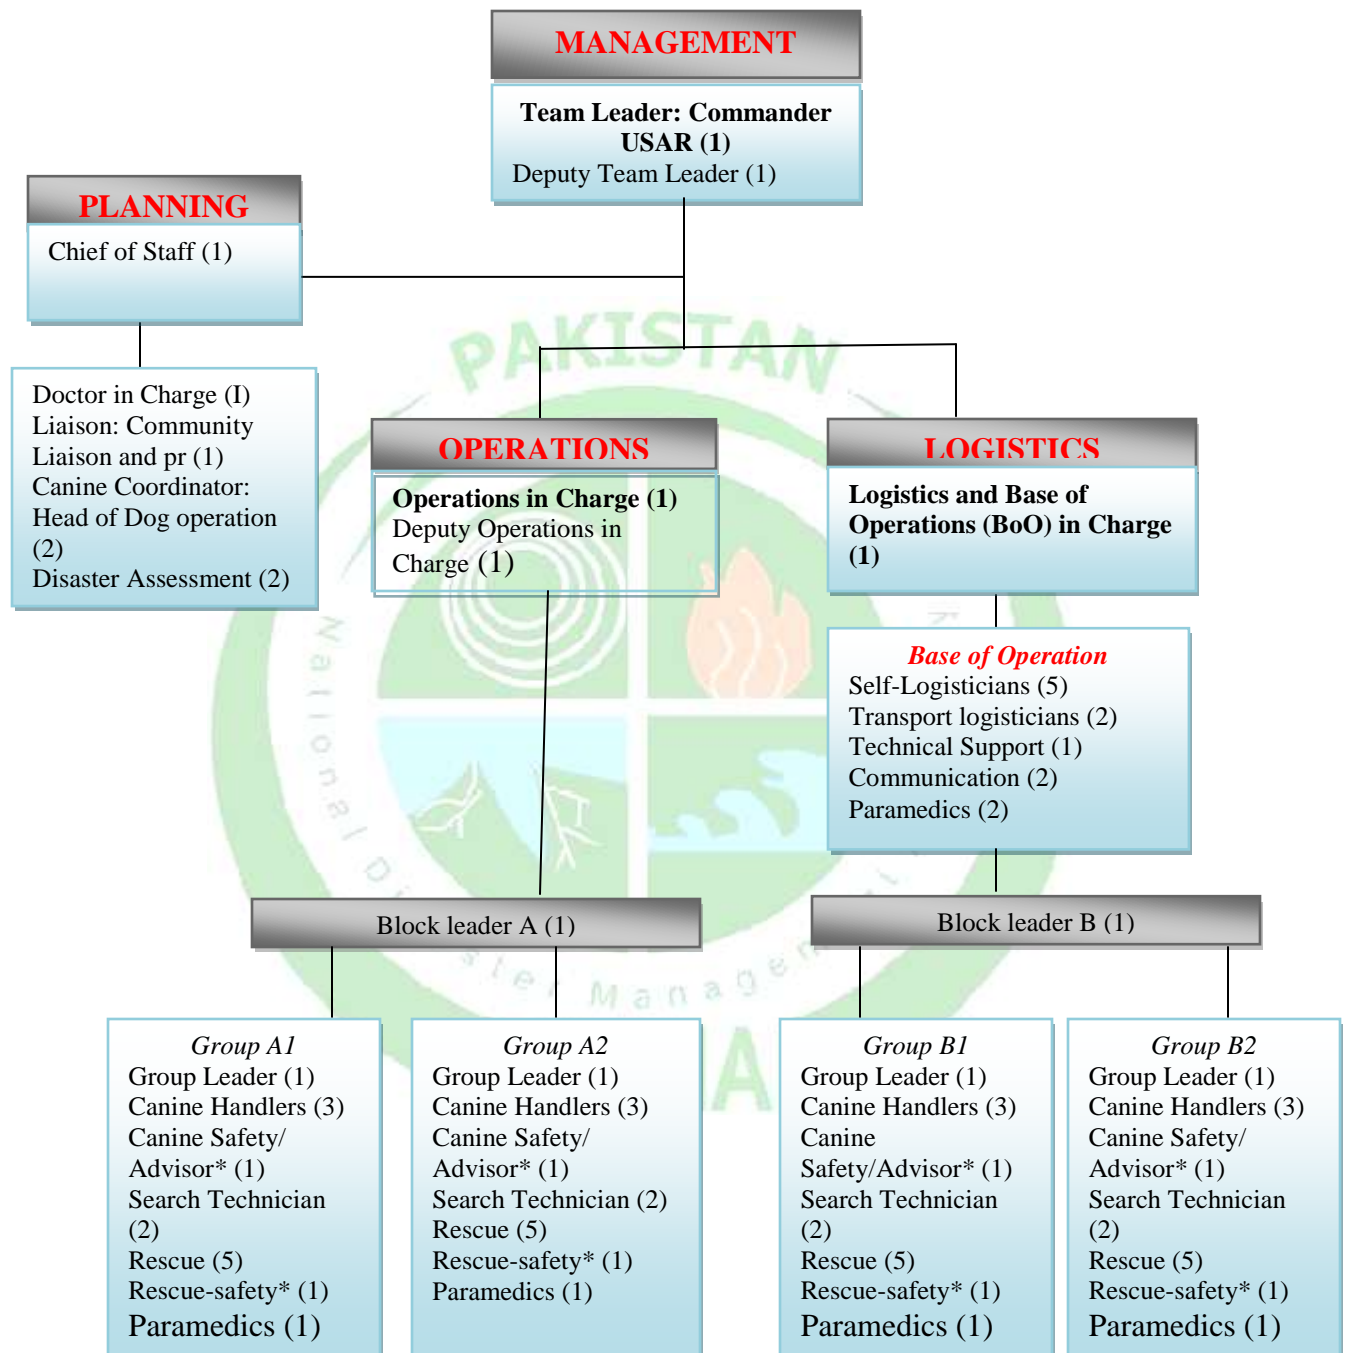 MANAGEMENT
Team Leader: Commander
USAR (1)
Deputy Team Leader (1)
PLANNING
Chief of Staff (1)
Doctor in Charge (I)
Liaison: Community
Liaison and pr (1)
Canine Coordinator:
Head of Dog operation
(2)
Disaster Assessment (2)
PAKISTAN
OPERATIONS
Operations in Charge (1)
Deputy Operations in
Charge (1)
LOGISTICS
Logistics and Base of
Operations (BoO) in Charge
(1)
Base of Operation
Self-Logisticians (5)
Transport logisticians (2)
Technical Support (1)
Communication (2)
Paramedics (2)
National
Block leader A (1)
Block leader B (1)
Group A1
Group Leader (1)
Canine Handlers (3)
Canine Safety/
Advisor* (1)
Search Technician
(2)
Rescue (5)
Rescue-safety* (1)
Paramedics (1)
Group A2
Group Leader (1)
Canine Handlers (3)
Canine Safety/
Advisor* (1)
Search Technician (2)
Rescue (5)
Rescue-safety* (1)
Paramedics (1)
Group B1
Group Leader (1)
Canine Handlers (3)
Canine
Safety/Advisor* (1)
Search Technician
(2)
Rescue (5)
Rescue-safety* (1)
Paramedics (1)
Group B2
Group Leader (1)
Canine Handlers (3)
Canine Safety/
Advisor* (1)
Search Technician
(2)
Rescue (5)
Rescue-safety* (1)
Paramedics (1)